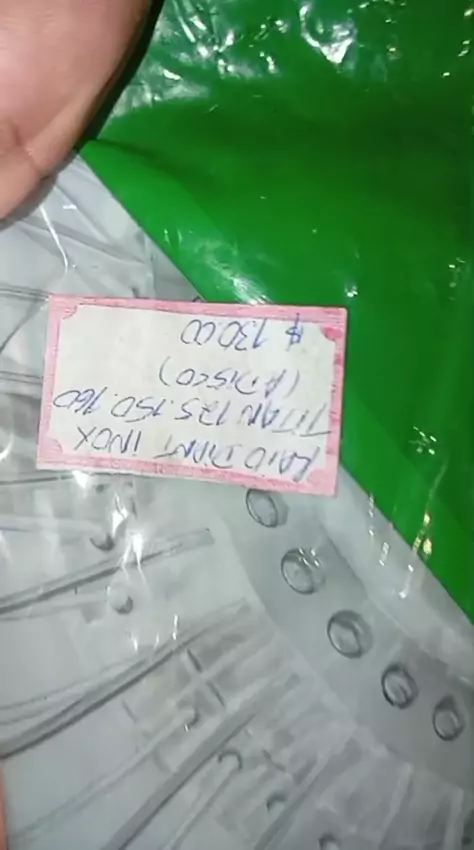 RAIO DIANT INOX
TITAN 125.150.160
(A DISCO)
$ 130 00